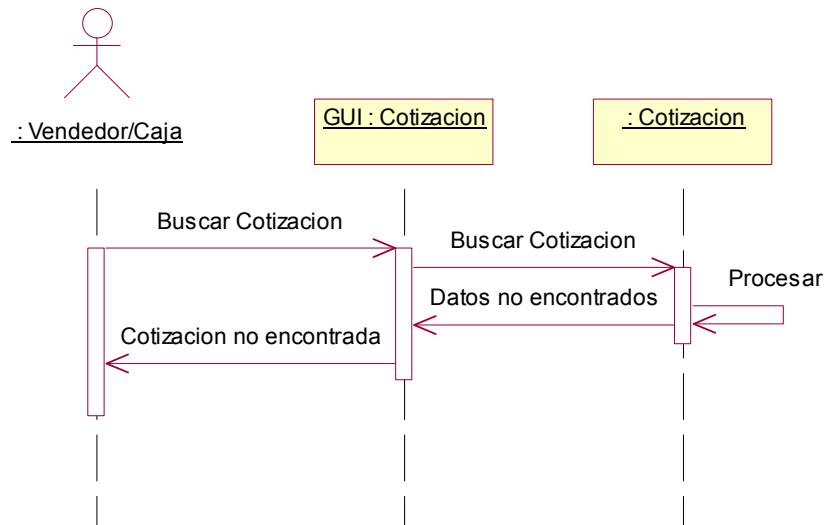 : Vendedor/Caja
GUI : Cotizacion
: Cotizacion
Buscar Cotizacion
Buscar Cotizacion
Procesar
Datos no encontrados
Cotizacion no encontrada